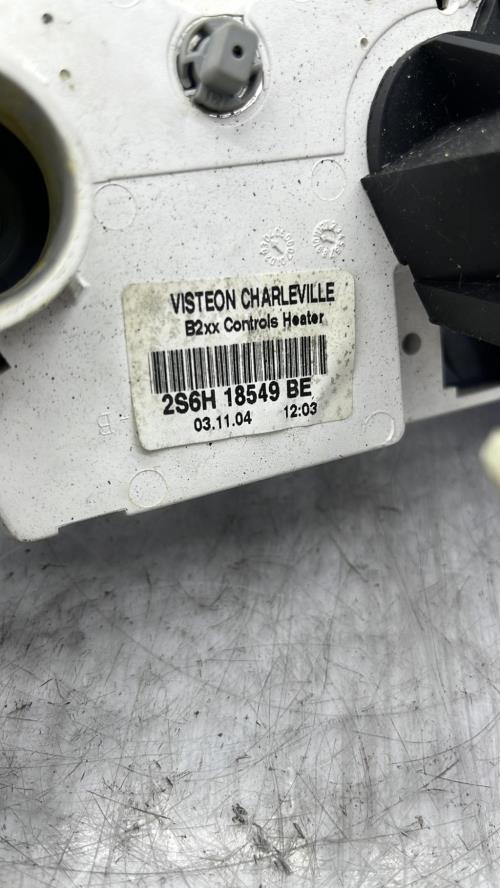 VISTEON CHARLEVILLE
B2xx Controls Heater
2S6H 18549 BE
03.11.04 12:03
B